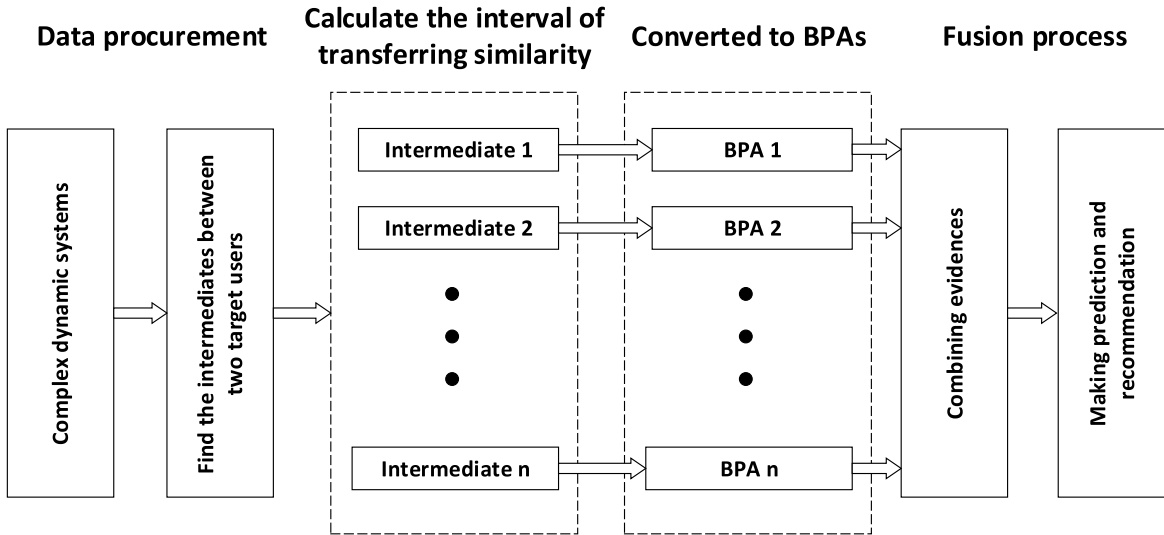 Data procurement
Calculate the interval of
transferring similarity
Converted to BPAs
Fusion process
Complex dynamic systems
Find the intermediates between
two target users
Intermediate 1
BPA 1
Intermediate 2
BPA 2
Intermediate n
BPA n
Combining evidences
Making prediction and
recommendation